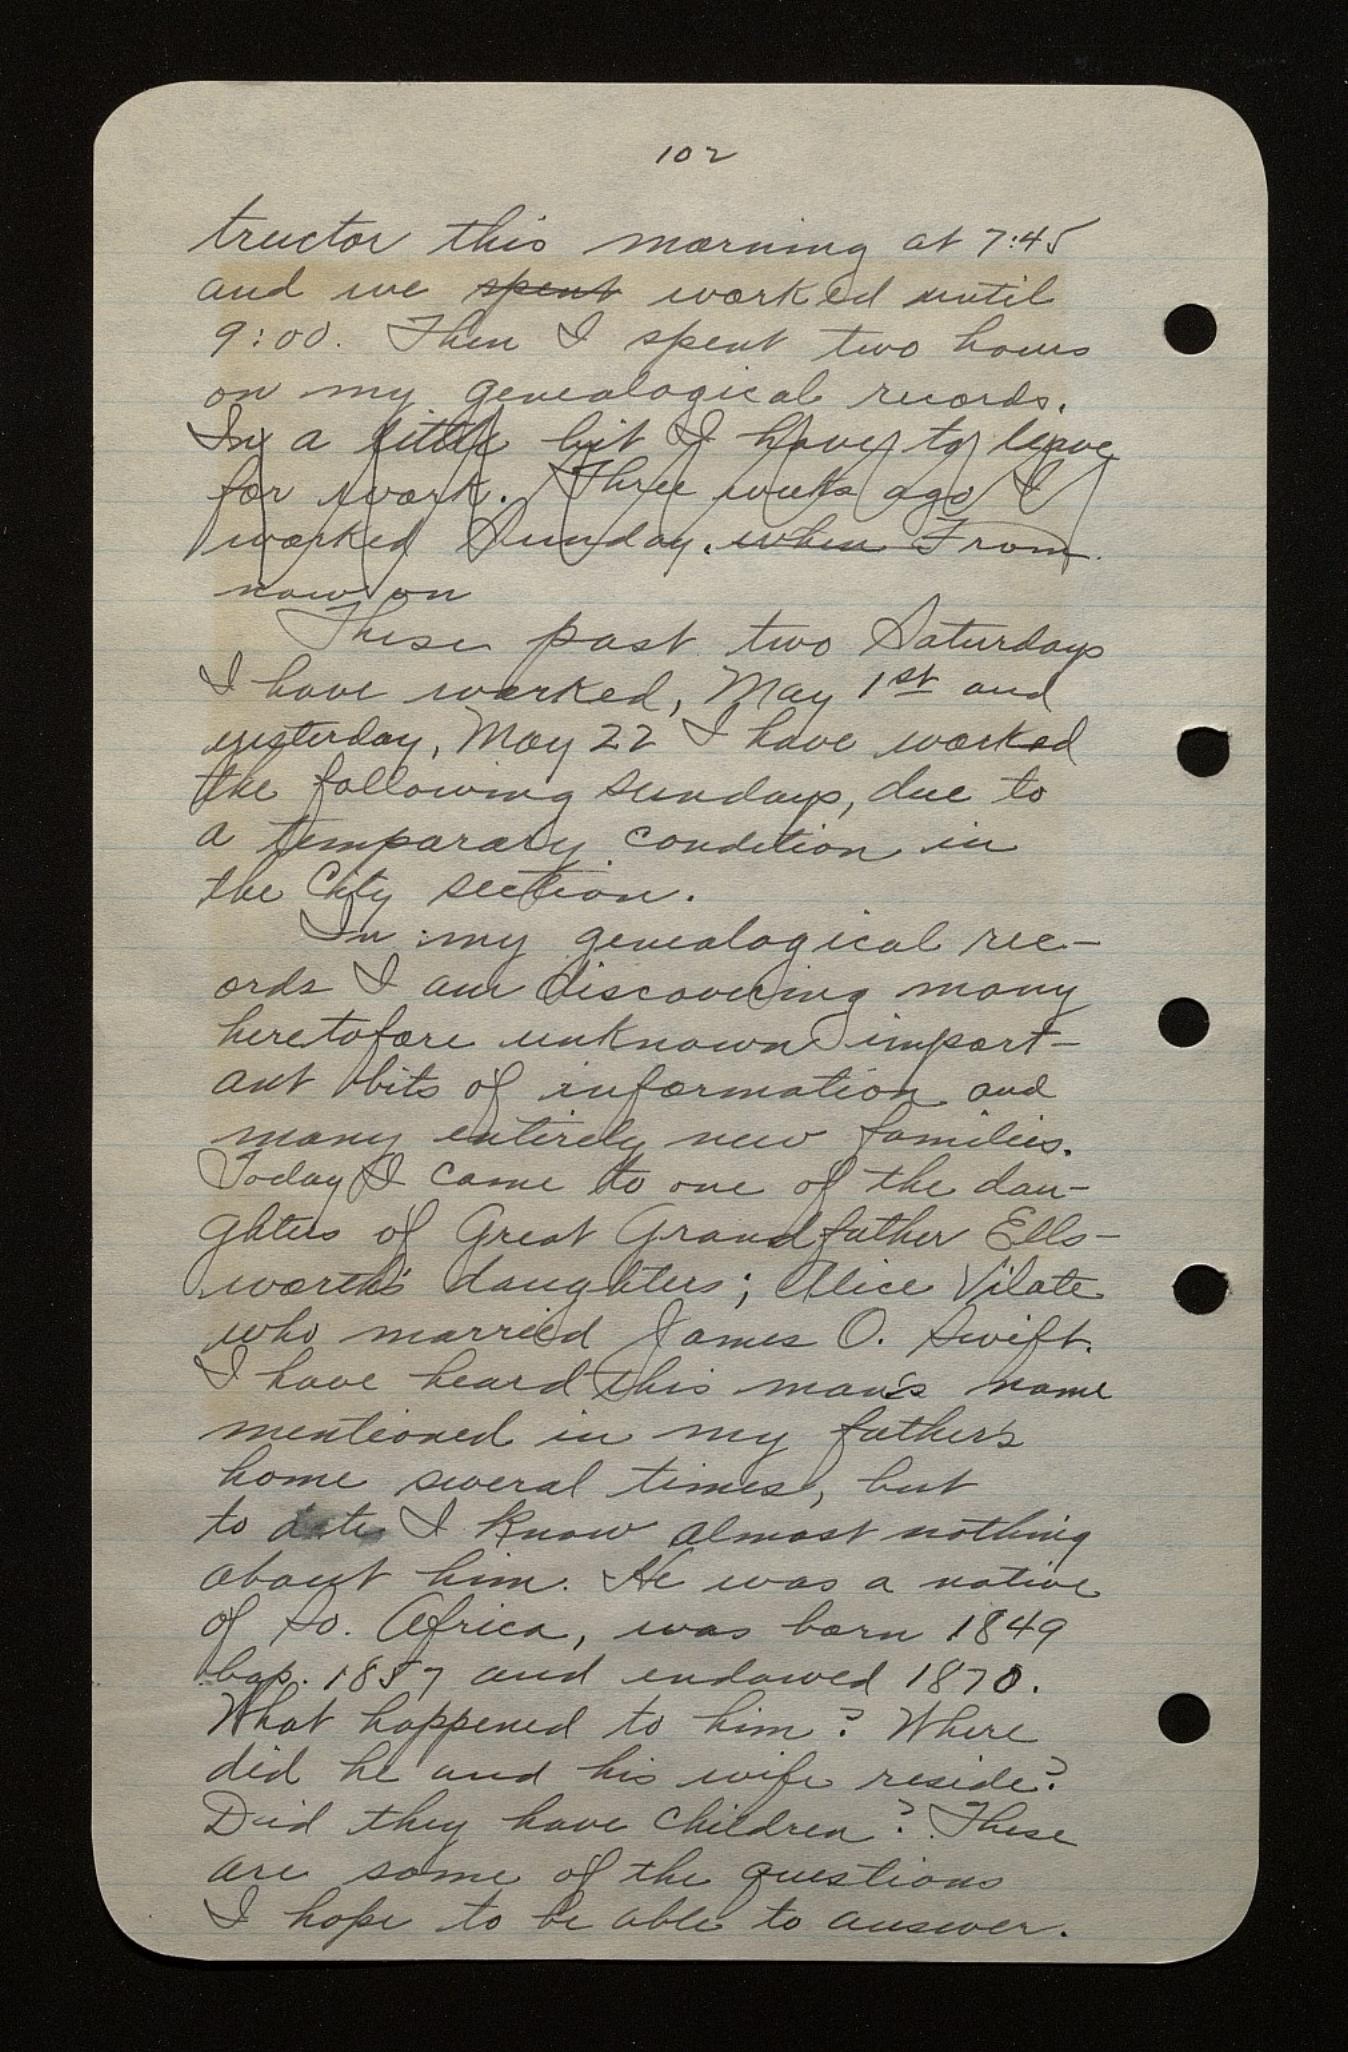 102
tructor this morning at 7:45
and we spent worked until
9:00. Then I spent two hours
on my genealogical records.
In a little bit I have to leave
for work. Three weeks ago I
worked Sunday. when From
now on
These past two Saturdays
I have worked, May 1st and
yesterday, May 22 I have worked
the following Sundays, due to
a temporary condition in
the City section.
In my genealogical rec-
ords I am discovering many
heretofore unknown import-
ant bits of information and
many entirely new families.
Today I came to one of the dau-
ghters of Great Grandfather Ells-
worth's daughters; Alice Vilate
who married James O. Swift.
I have heard this man's name
mentioned in my father's
home several times, but
to date I know almost nothing
about him. He was a native
of So. Africa, was born 1849
bap. 1857 and endowed 1870.
What happened to him? Where
did he and his wife reside?
Did they have children? These
are some of the questions
I hope to be able to answer.